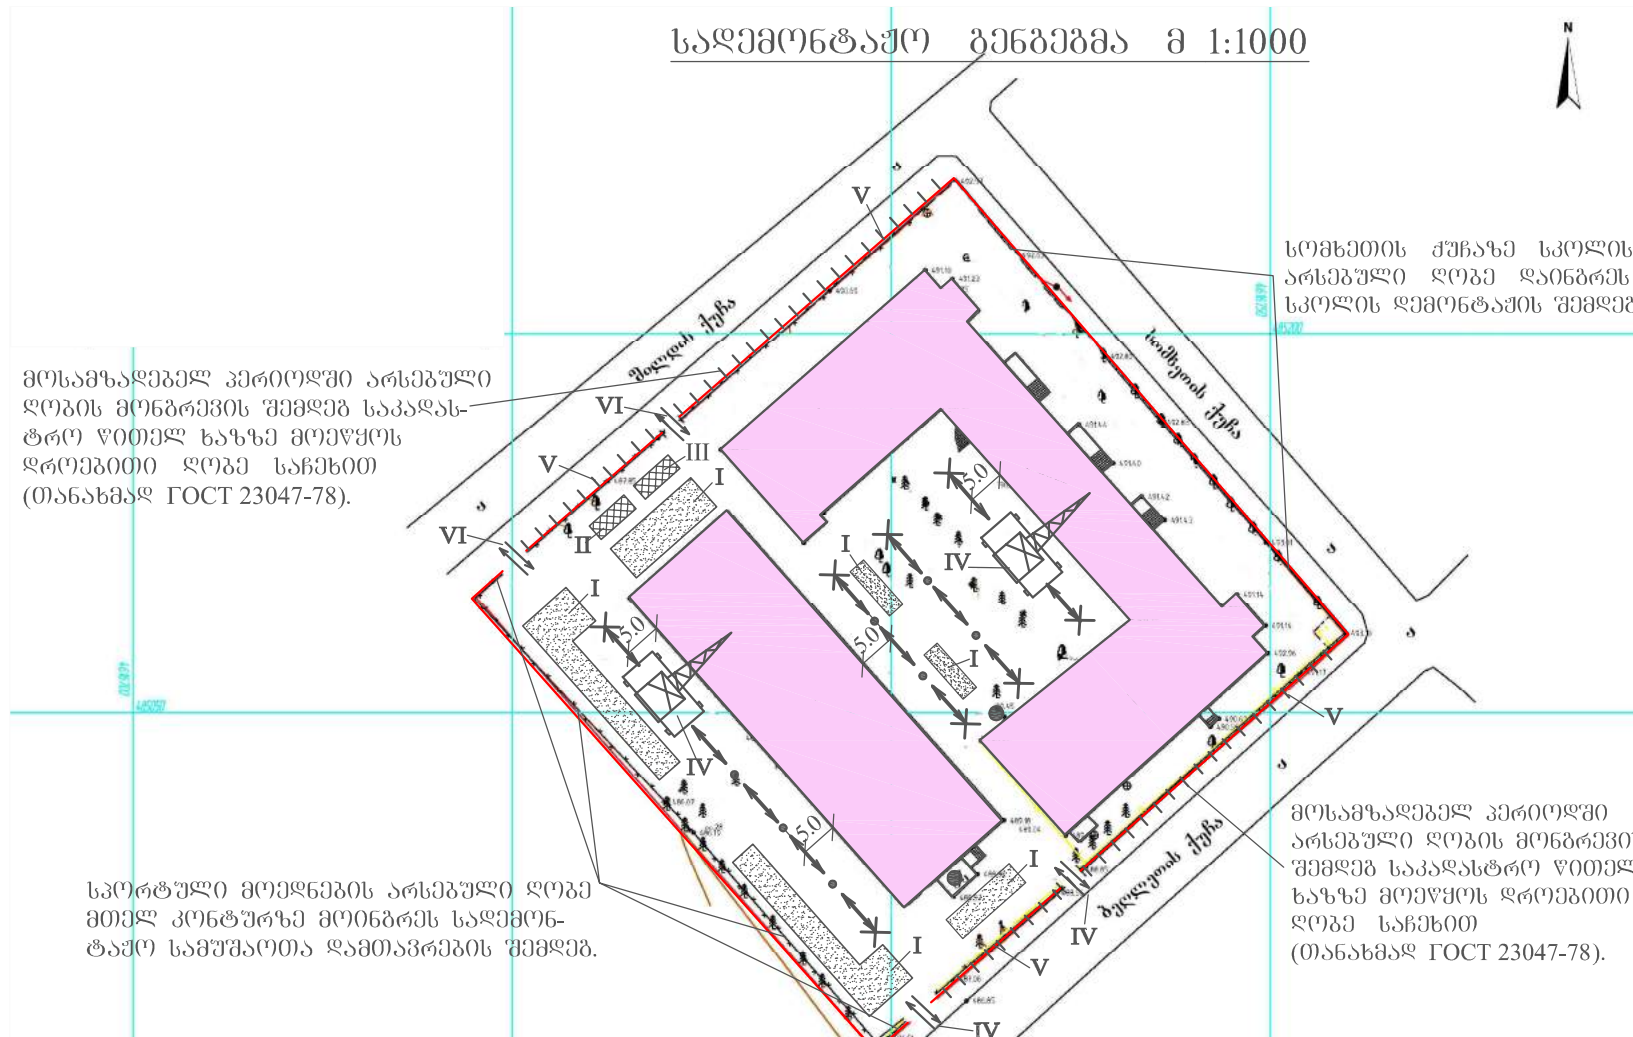 სადემონტაჟო გენგეგმა მ 1:1000
N
სომხეთის ქუჩაზე სკოლის
არსებული ღობე დაინგრეს
სკოლის დემონტაჟის შემდეგ
მოსამზადებელ პერიოდში არსებული
ღობის მონგრევის შემდეგ საკადას-
ტრო წითელ ხაზზე მოეწყოს
დროებითი ღობე საჩეხით
(თანახმად ГОСТ 23047-78).
შილდის ქუჩა
სომხეთის ქუჩა
V
VI
III
I
V
VI
II
I
5.0
I
IV
5.0
I
5.0
I
IV
5.0
V
I
IV
V
I
IV
ბეღლეთის ქუჩა
მოსამზადებელ პერიოდში
არსებული ღობის მონგრევის
შემდეგ საკადასტრო წითელ
ხაზზე მოეწყოს დროებითი
ღობე საჩეხით
(თანახმად ГОСТ 23047-78).
სპორტული მოედნების არსებული ღობე
მთელ კონტურზე მოინგრეს სადემონ-
ტაჟო სამუშაოთა დამთავრების შემდეგ.